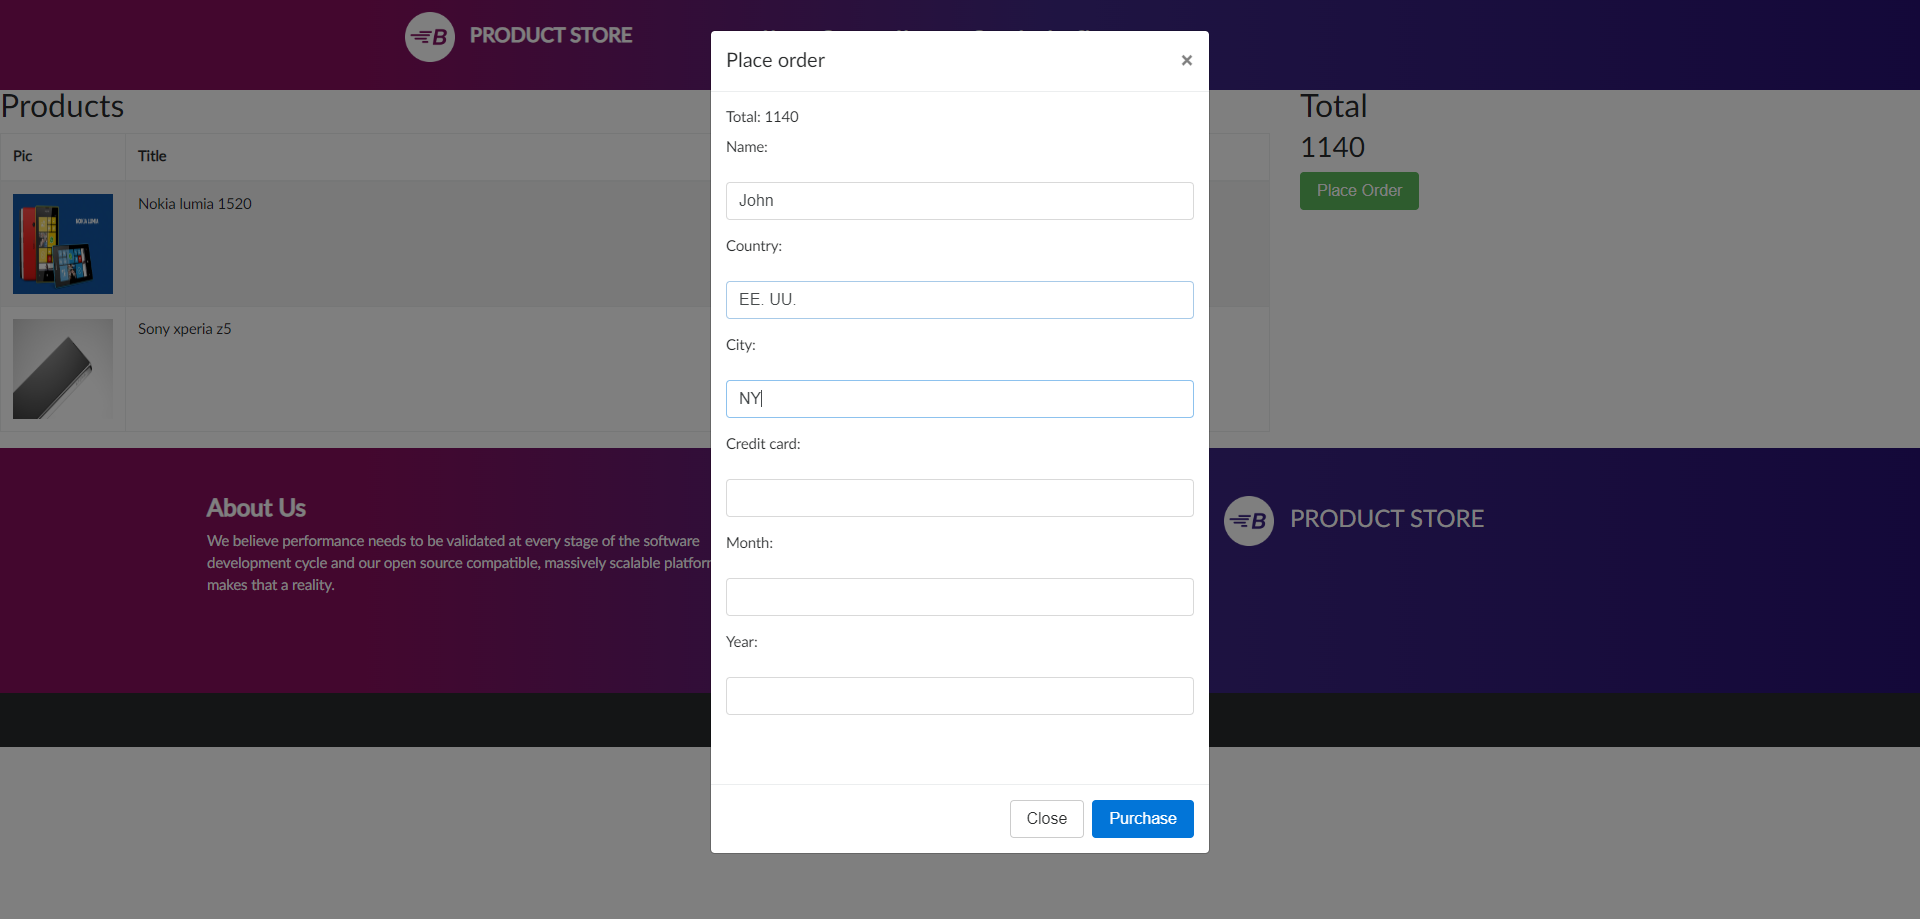 PRODUCT STORE
Products
Pic
Title
Nokia lumia 1520
Sony xperia z5
Place order
×
Total: 1140
Name:
John
Country:
EE. UU.
City:
NY
Credit card:
Month:
Year:
Close
Purchase
Total
1140
Place Order
About Us
We believe performance needs to be validated at every stage of the software
development cycle and our open source compatible, massively scalable
makes that a reality.
PRODUCT STORE